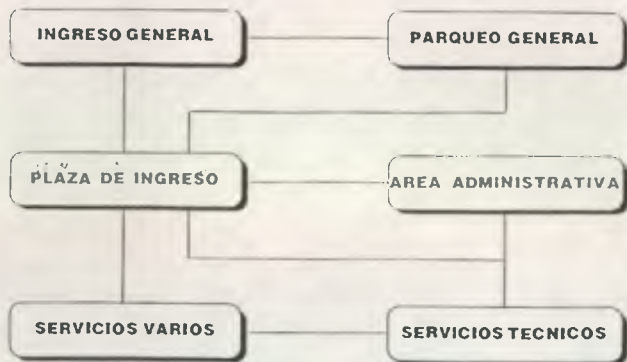 INGRESO GENERAL
PARQUEO GENERAL
PLAZA DE INGRESO
AREA ADMINISTRATIVA
SERVICIOS VARIOS
SERVICIOS TECNICOS